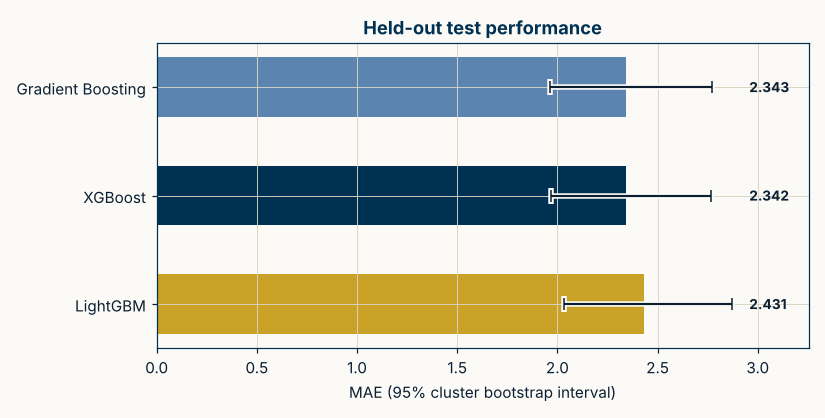 Held-out test performance
Gradient Boosting
2.343
XGBoost
2.342
LightGBM
2.431
0.0 0.5 1.0 1.5 2.0 2.5 3.0
MAE (95% cluster bootstrap interval)